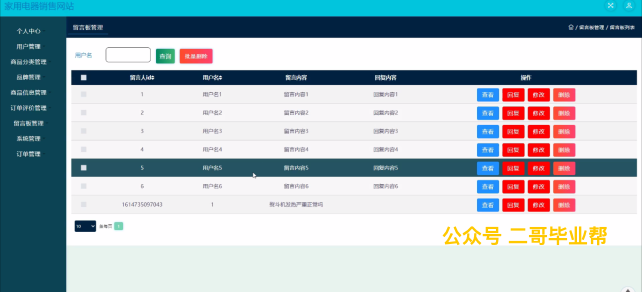 家用电器销售网站
个人中心
用户管理
商品分类管理
品牌管理
商品信息管理
订单评价管理
留言板管理
系统管理
订单管理
留言板管理
/ 留言板管理 / 留言板列表
用户名
查询
批量删除
留言人id 用户名 留言内容 回复内容 操作
1 用户名1 留言内容1 回复内容1 查看 回复 修改 删除
2 用户名2 留言内容2 回复内容2 查看 回复 修改 删除
3 用户名3 留言内容3 回复内容3 查看 回复 修改 删除
4 用户名4 留言内容4 回复内容4 查看 回复 修改 删除
5 用户名5 留言内容5 回复内容5 查看 回复 修改 删除
6 用户名6 留言内容6 回复内容6 查看 回复 修改 删除
1614735097043 1 查看 回复 修改 删除
10 1
公众号 二哥毕业帮